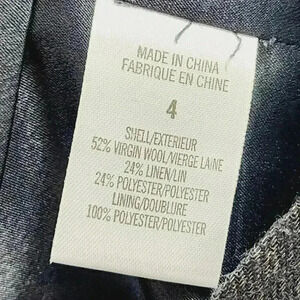 MADE IN CHINA
FABRIQUE EN CHINE
4
SHELL/EXTERIEUR
52% VIRGIN WOOL/VIERGE LAINE
24% LINEN/LIN
24% POLYESTER/POLYESTER
LINING/DOUBLURE
100% POLYESTER/POLYESTER